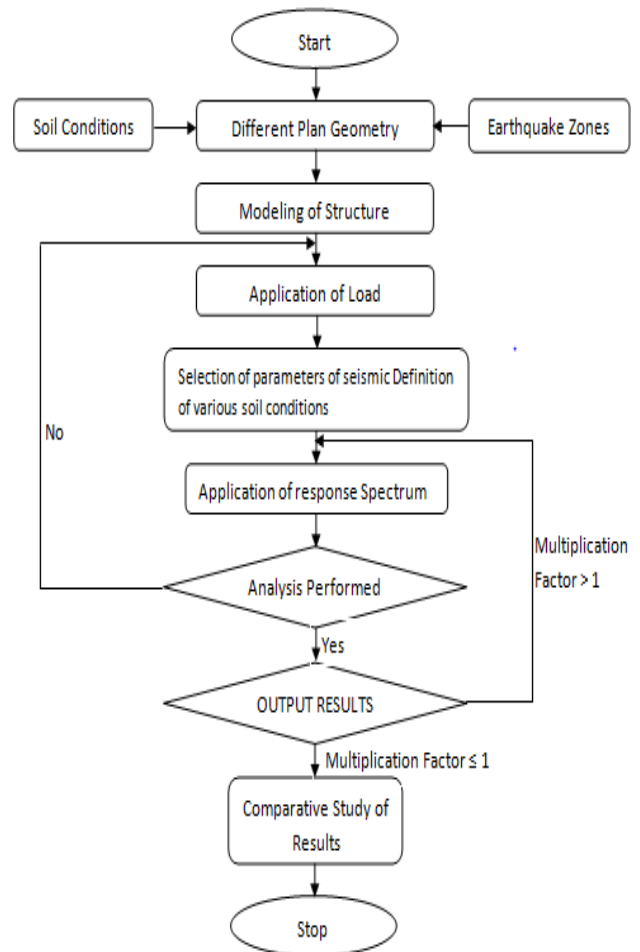 Start
Soil Conditions
Different Plan Geometry
Earthquake Zones
Modeling of Structure
Application of Load
Selection of parameters of seismic Definition
of various soil conditions
No
Application of response Spectrum
Multiplication
Factor > 1
Analysis Performed
Yes
OUTPUT RESULTS
Multiplication Factor ≤ 1
Comparative Study of
Results
Stop